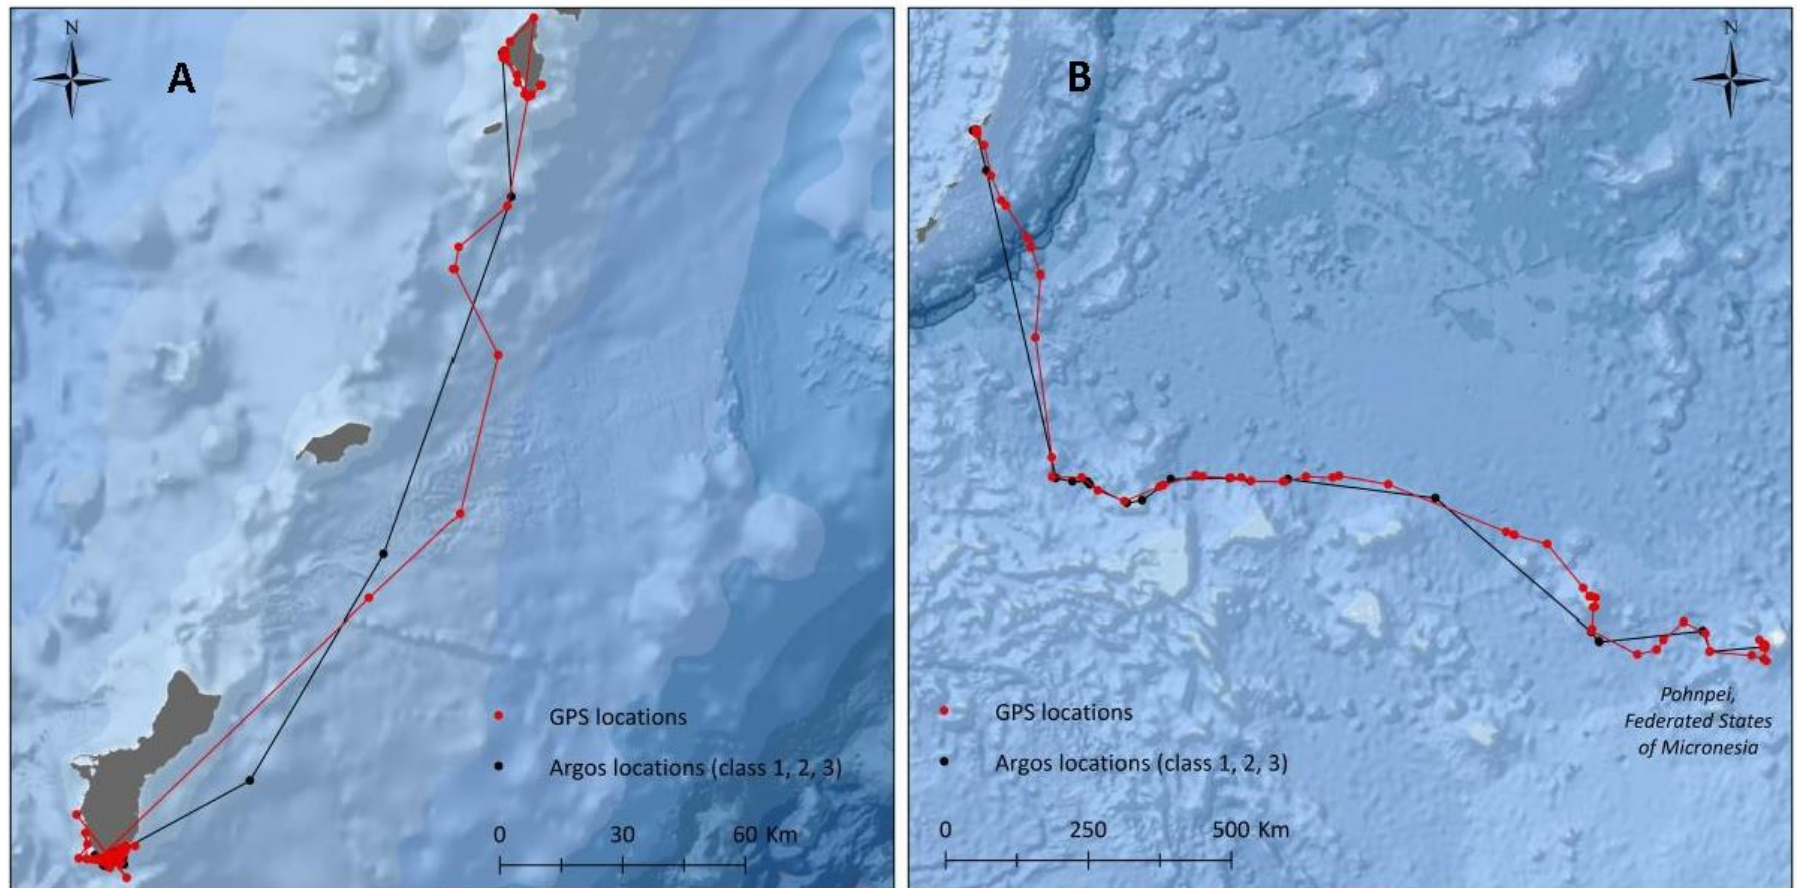 N
A
GPS locations
Argos locations (class 1, 2, 3)
0 30 60 Km
N
B
Pohnpei,
Federated States
of Micronesia
GPS locations
Argos locations (class 1, 2, 3)
0 250 500 Km